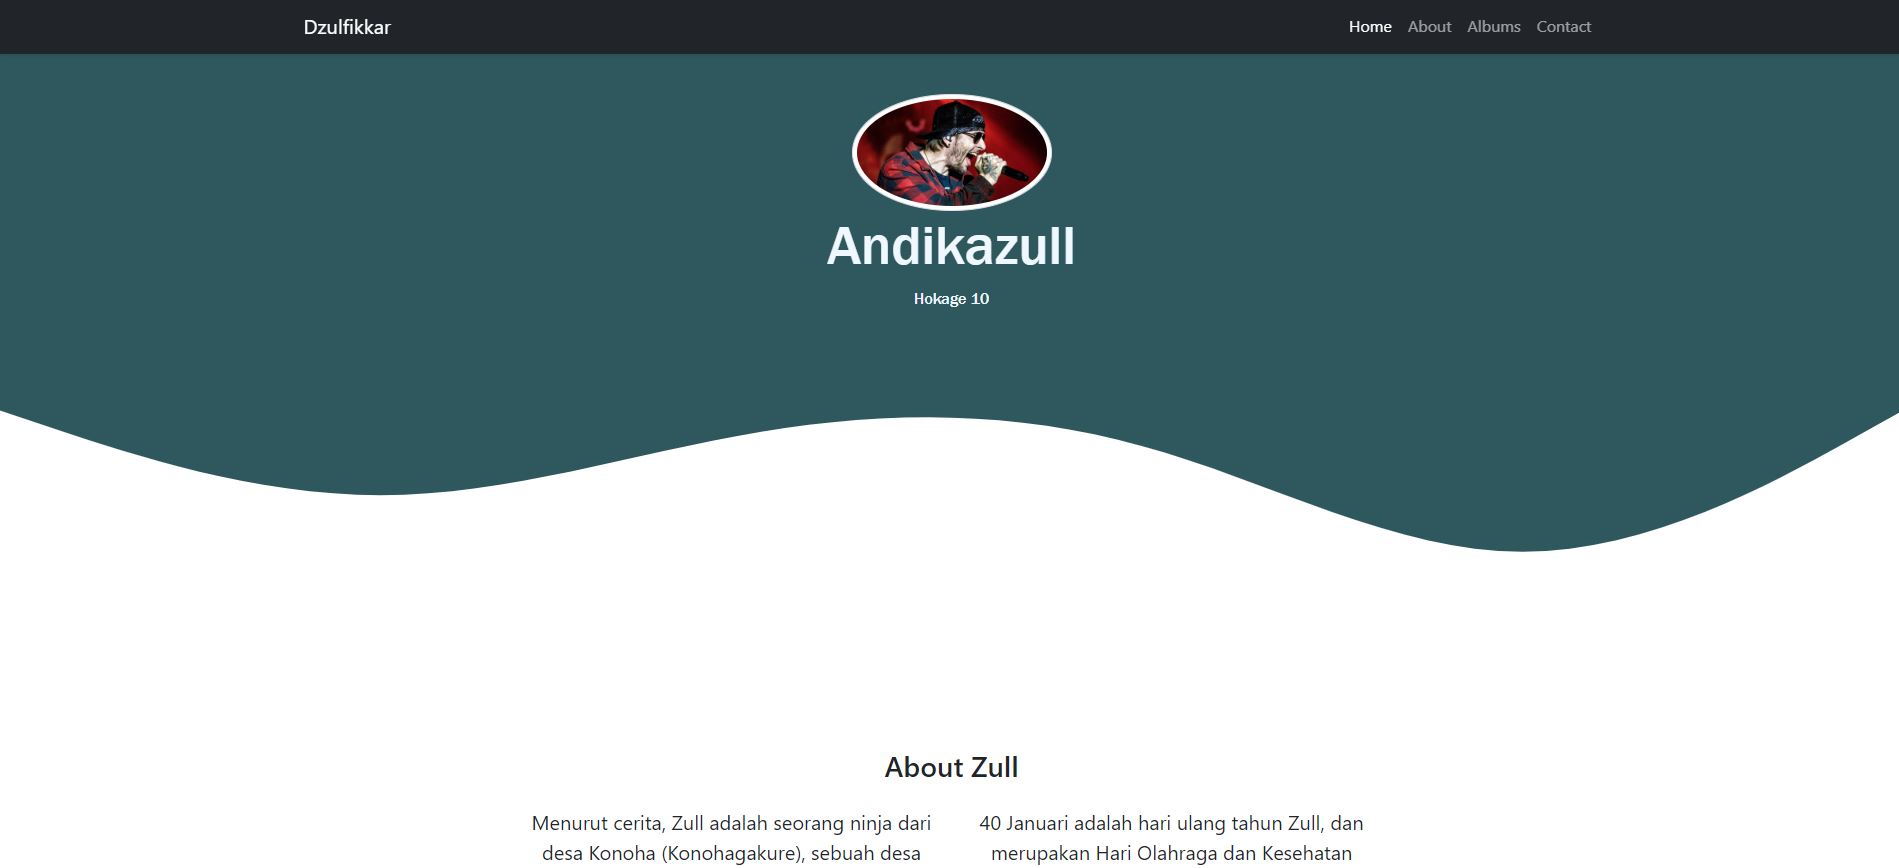 Dzulfikkar
Home About Albums Contact
Andikazull
Hokage 10
About Zull
Menurut cerita, Zull adalah seorang ninja dari
desa Konoha (Konohagakure), sebuah desa
40 Januari adalah hari ulang tahun Zull, dan
merupakan Hari Olahraga dan Kesehatan